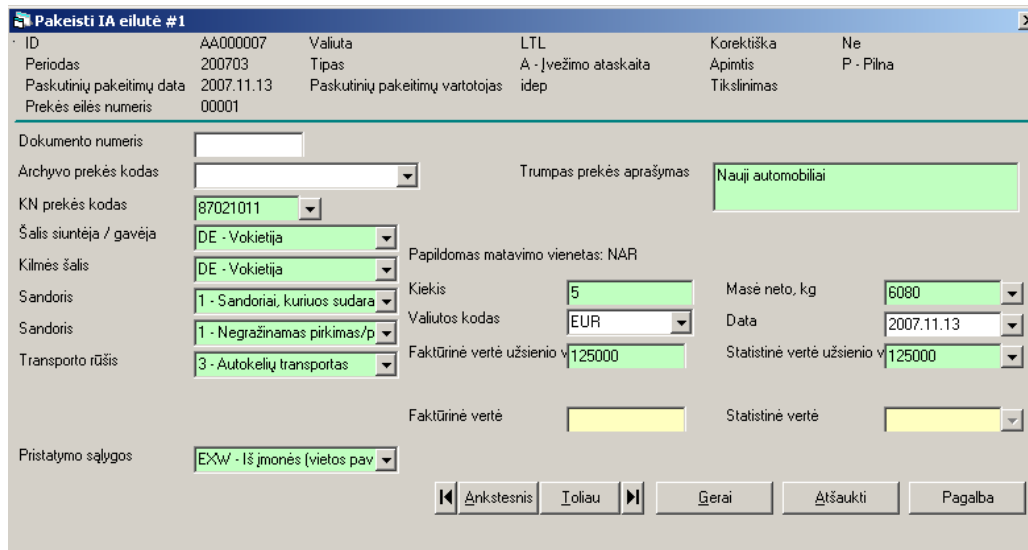 Pakeisti IA eilutė #1
ID AA000007 Valiuta LTL Korektiška Ne
Periodas 200703 Tipas A - Įvežimo ataskaita Apimtis P - Pilna
Paskutinių pakeitimų data 2007.11.13 Paskutinių pakeitimų vartotojas idep Tikslinimas
Prekės eilės numeris 00001
Dokumento numeris
Archyvo prekės kodas Trumpas prekės aprašymas Nauji automobiliai
KN prekės kodas 87021011
Šalis siuntėja / gavėja DE - Vokietija
Papildomas matavimo vienetas: NAR
Kilmės šalis DE - Vokietija
Sandoris 1 - Sandoriai, kuriuos sudara Kiekis 5 Masė neto, kg 6080
Sandoris 1 - Negražinamas pirkimas/p Valiutos kodas EUR Data 2007.11.13
Transporto rūšis 3 - Autokelių transportas Faktūrinė vertė užsienio v 125000 Statistinė vertė užsienio v 125000
Faktūrinė vertė Statistinė vertė
Pristatymo sąlygos EXW - Iš įmonės (vietos pav
Ankstesnis Toliau Gerai Atšaukti Pagalba